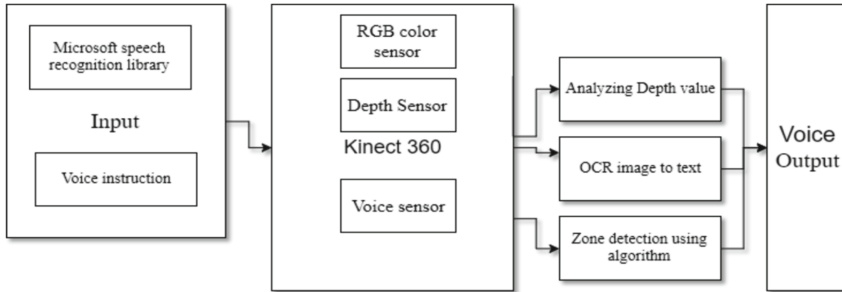 Microsoft speech
recognition library
Input
Voice instruction
RGB color
sensor
Depth Sensor
Kinect 360
Voice sensor
Analyzing Depth value
OCR image to text
Zone detection using
algorithm
Voice
Output